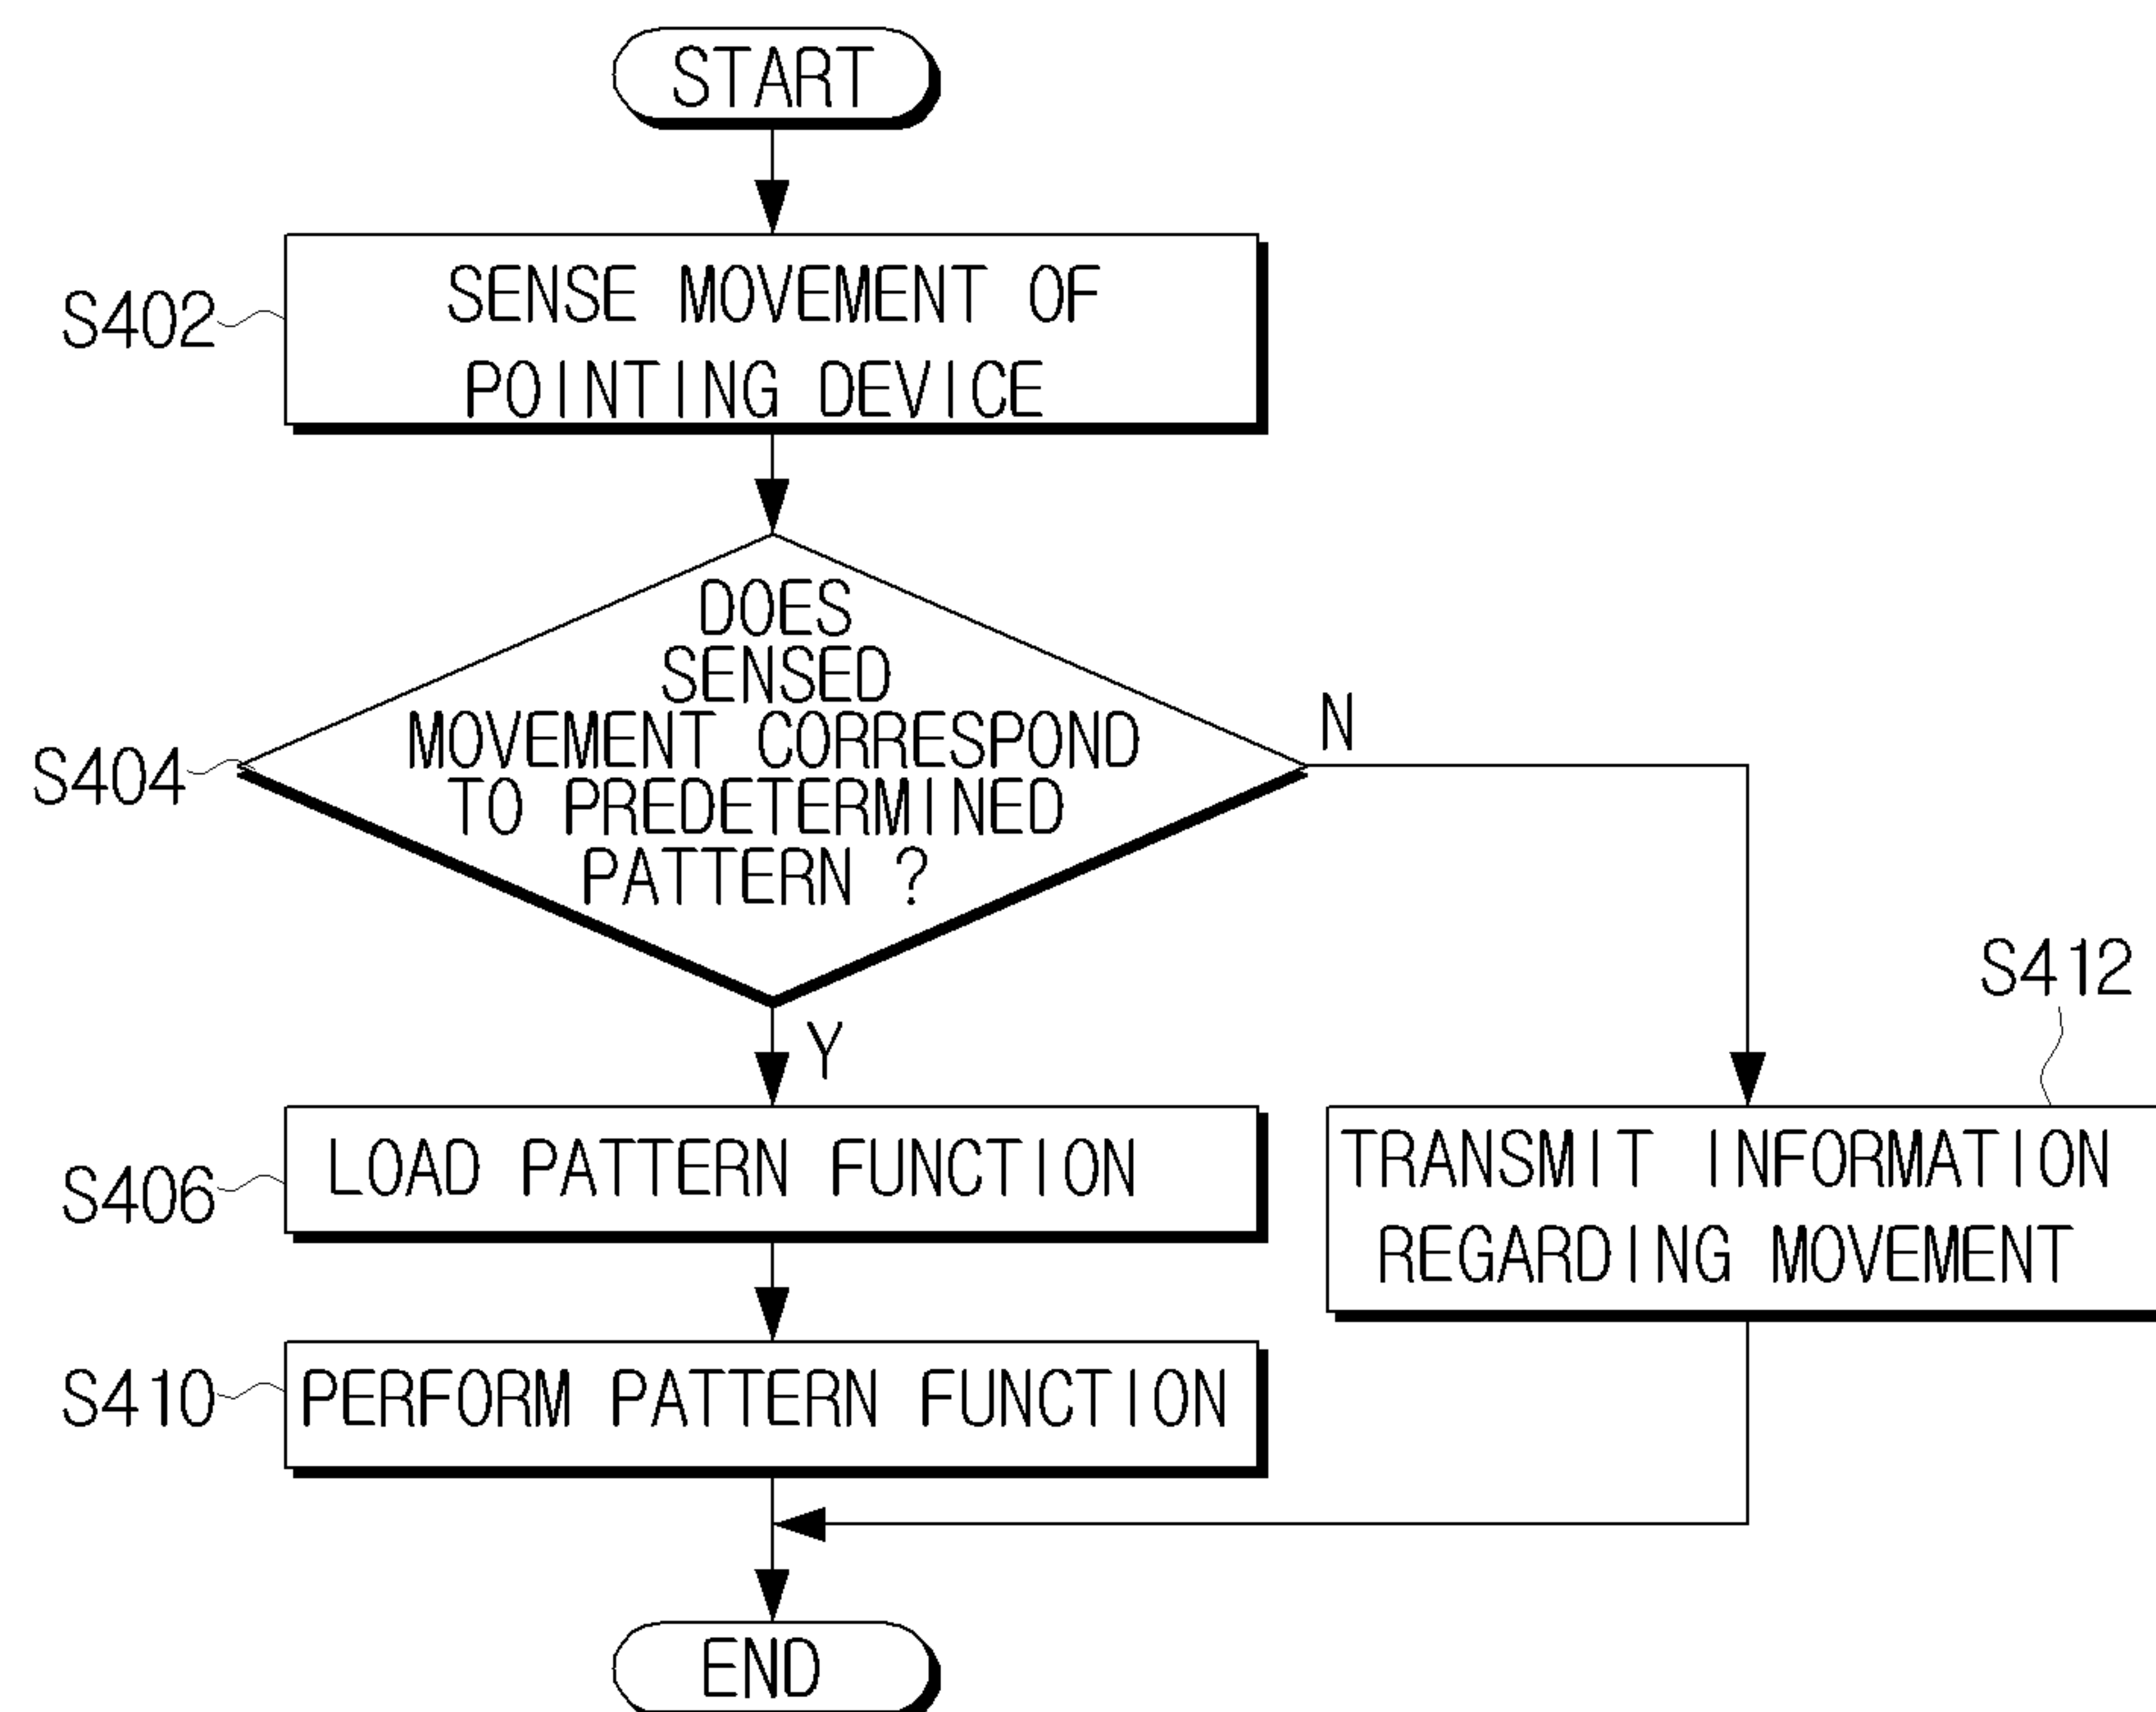 START
S402
SENSE MOVEMENT OF
POINTING DEVICE
S404
DOES
SENSED
MOVEMENT CORRESPOND
TO PREDETERMINED
PATTERN ?
N
Y
S412
S406
LOAD PATTERN FUNCTION
TRANSMIT INFORMATION
REGARDING MOVEMENT
S410
PERFORM PATTERN FUNCTION
END